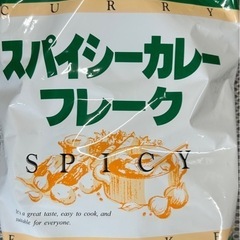 CURRY
スパイシーカレー
フレーク
SPICY
It's a great taste, easy to cook, and
suitable for everyone.